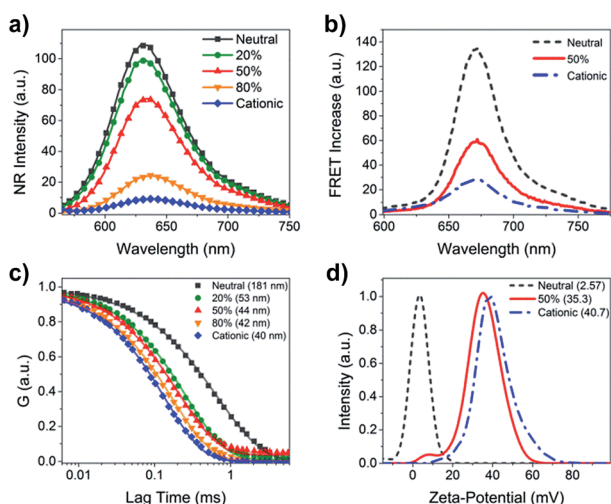 a)
NR Intensity (a.u.)
120
100
80
60
40
20
0
Neutral
20%
50%
80%
Cationic
600 650 700 750
Wavelength (nm)
b)
FRET Increase (a.u.)
140
120
100
80
60
40
20
0
Neutral
50%
Cationic
600 650 700 750
Wavelength (nm)
c)
G (a.u.)
1.0
0.8
0.6
0.4
0.2
0.0
Neutral (181 nm)
20% (53 nm)
50% (44 nm)
80% (42 nm)
Cationic (40 nm)
0.01 0.1 1
Lag Time (ms)
d)
Intensity (a.u.)
1.0
0.8
0.6
0.4
0.2
0.0
Neutral (2.57)
50% (35.3)
Cationic (40.7)
0 20 40 60 80
Zeta-Potential (mV)